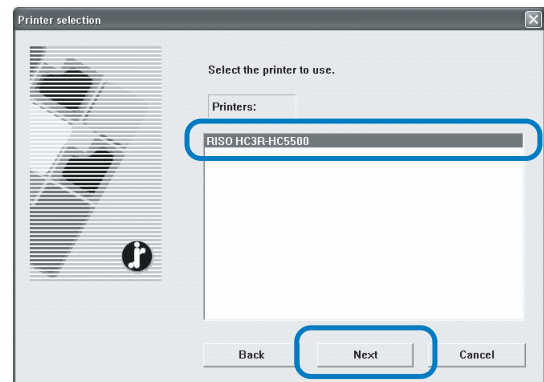 Printer selection
Select the printer to use.
Printers:
RISO HC3R-HC5500
Back Next Cancel